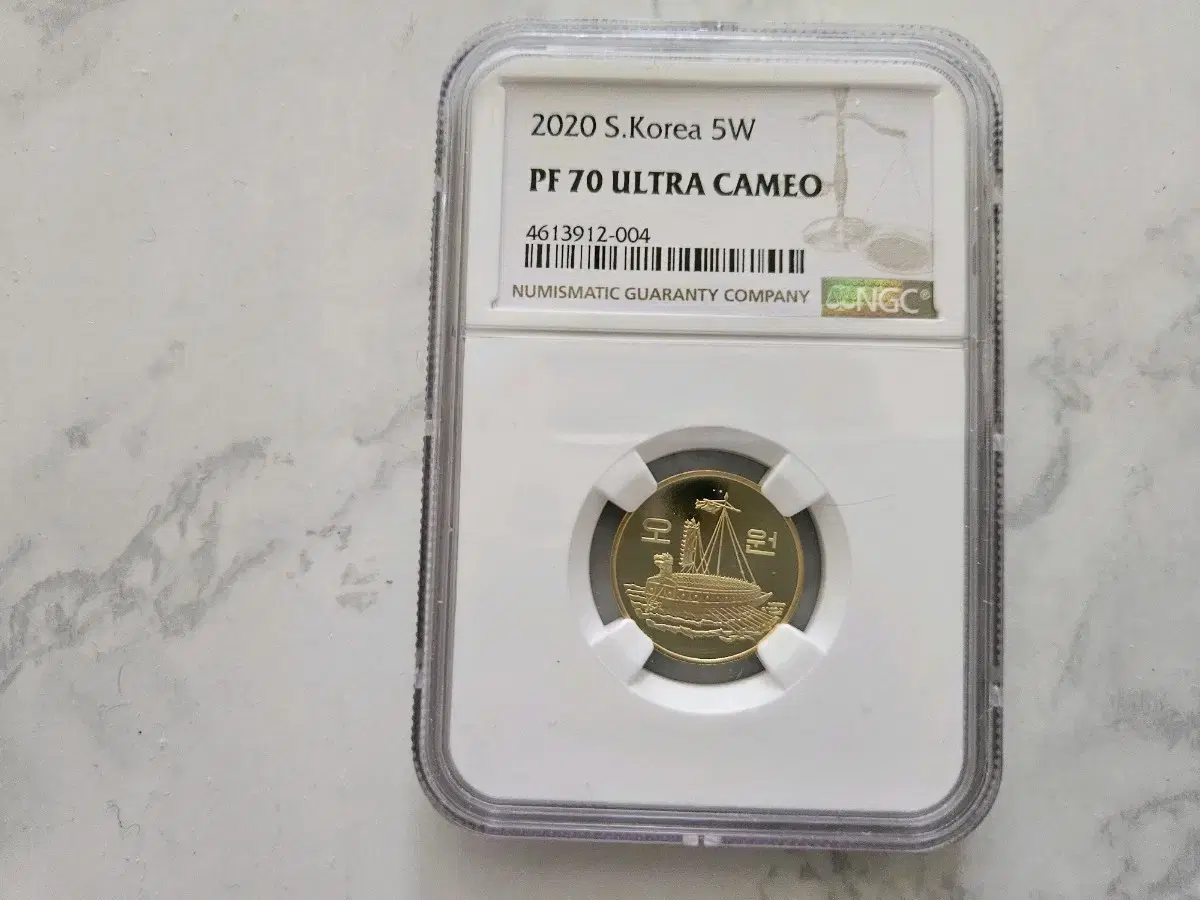 2020 S.Korea 5W
PF 70 ULTRA CAMEO
4613912-004
NUMISMATIC GUARANTY COMPANY
NGC®
오 원